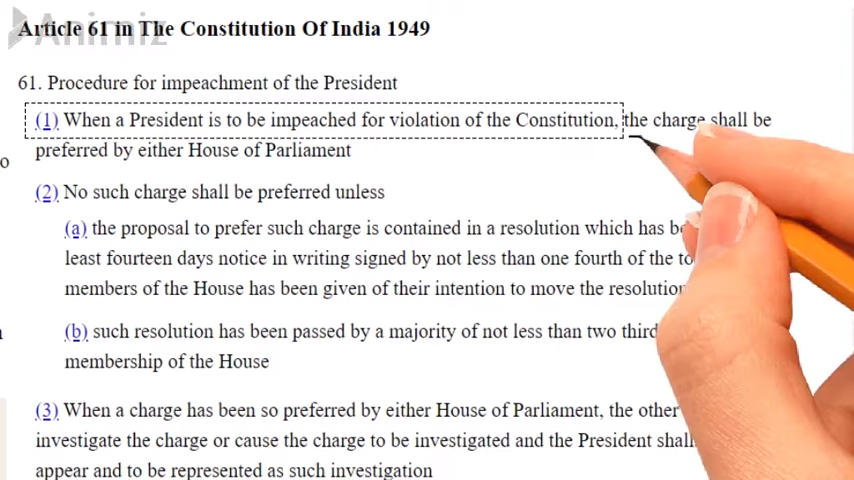 Animiz
Article 61 in The Constitution Of India 1949
61. Procedure for impeachment of the President
(1) When a President is to be impeached for violation of the Constitution, the charge shall be
preferred by either House of Parliament
(2) No such charge shall be preferred unless
(a) the proposal to prefer such charge is contained in a resolution which has
least fourteen days notice in writing signed by not less than one fourth of the
members of the House has been given of their intention to move the resolution
(b) such resolution has been passed by a majority of not less than two third
membership of the House
(3) When a charge has been so preferred by either House of Parliament, the other
investigate the charge or cause the charge to be investigated and the President shall
appear and to be represented as such investigation